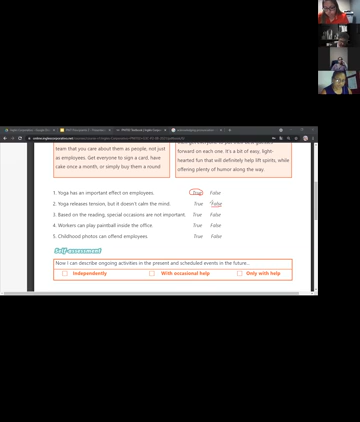 learn that you care about them as people, not just
as employees. Get everyone to sign a card, have
cake once a month, or simply buy them a round
forward on each one. It's a bit of easy, light-
hearted fun that will definitely help lift spirits, while
offering plenty of humor along the way.
1. Yoga has an important effect on employees. True False
2. Yoga releases tension, but it doesn't calm the mind. True False
3. Based on the reading, special occasions are not important. True False
4. Workers can play paintball inside the office. True False
5. Childhood photos can offend employees. True False
Self-assessment
Now I can describe ongoing activities in the present and scheduled events in the future...
Independently With occasional help Only with help